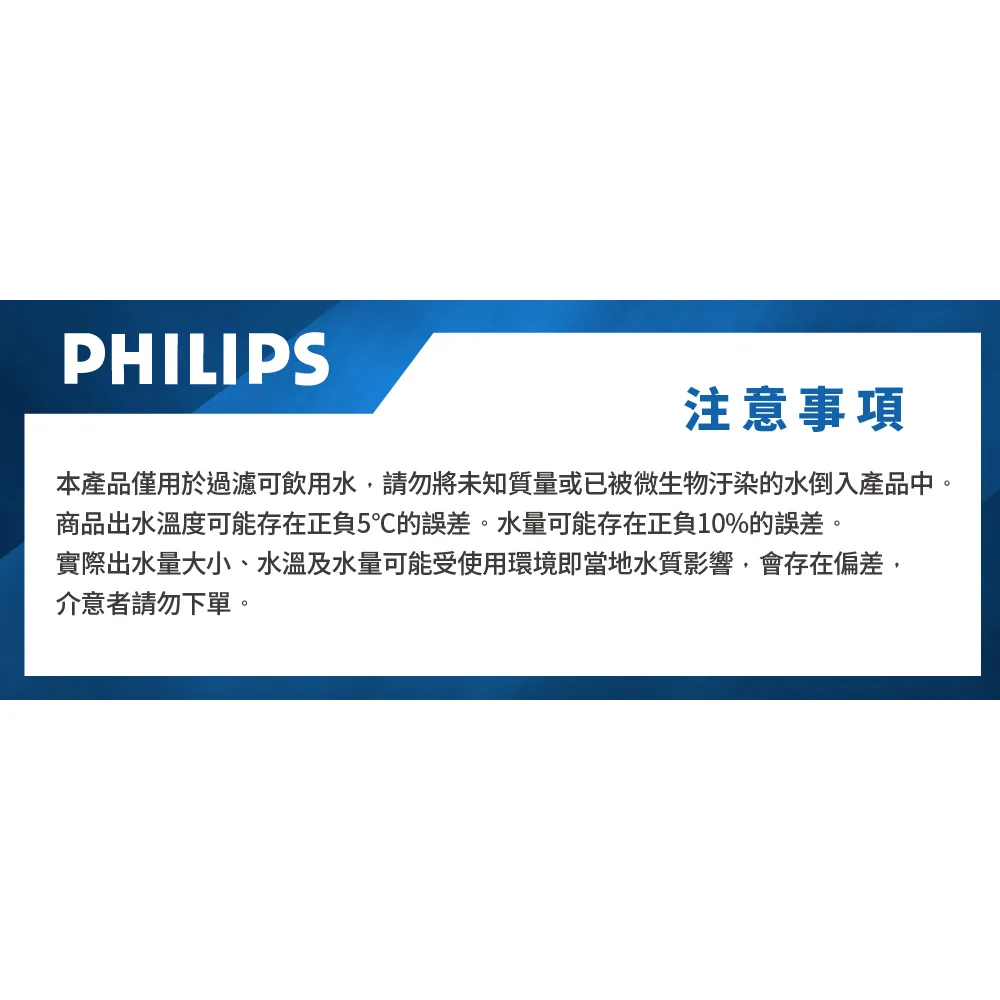 PHILIPS
注意事項
本產品僅用於過濾可飲用水，請勿將未知質量或已被微生物汙染的水倒入產品中。
商品出水溫度可能存在正負5℃的誤差。水量可能存在正負10%的誤差。
實際出水量大小、水溫及水量可能受使用環境即當地水質影響，會存在偏差，
介意者請勿下單。